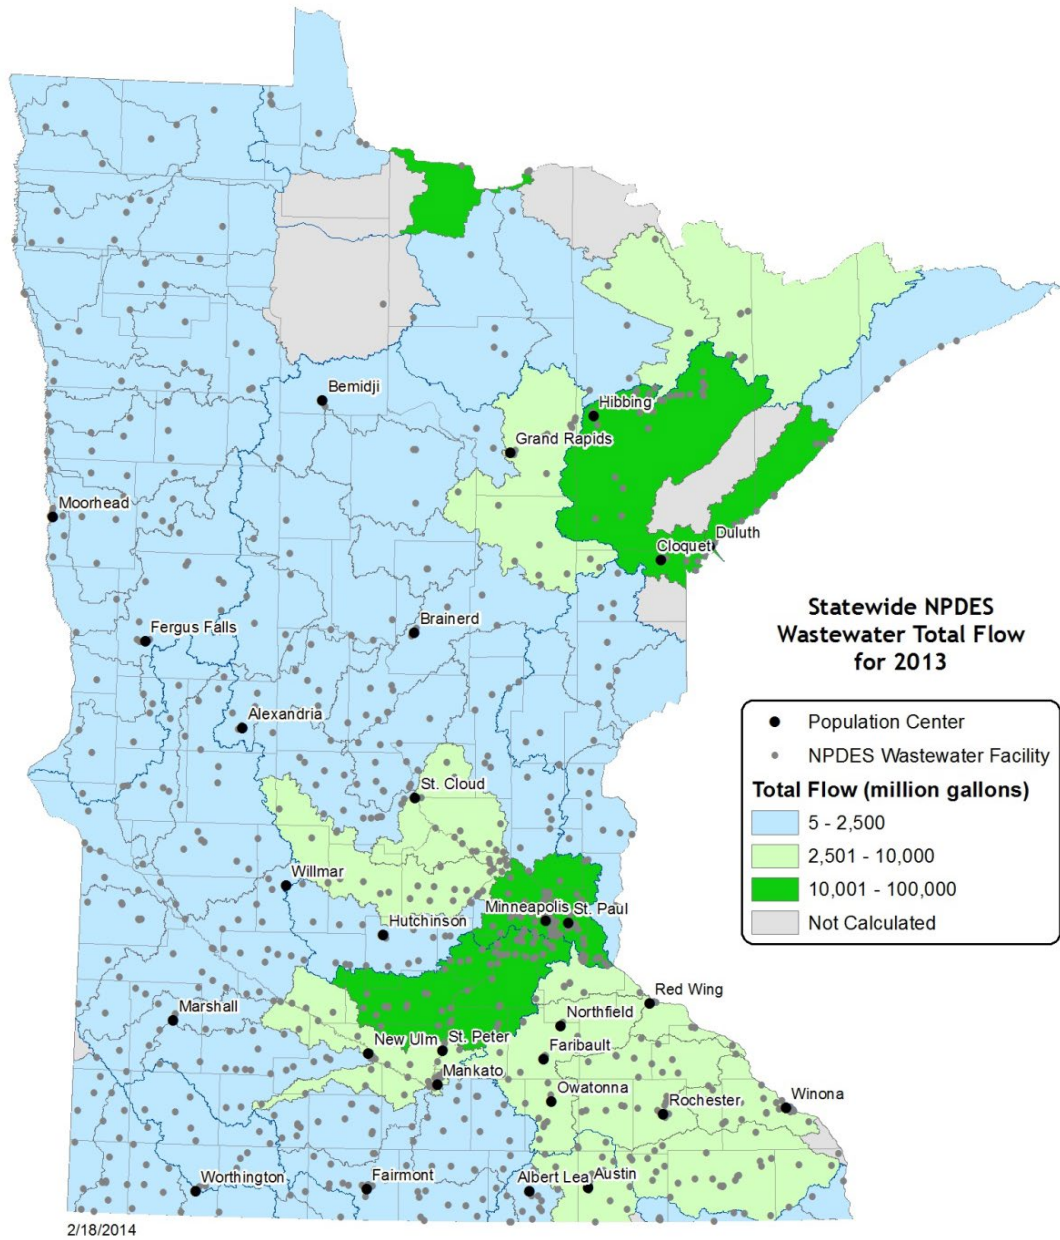 Bemidji
Hibbing
Grand Rapids
Moorhead
Duluth
Cloquet
Statewide NPDES
Wastewater Total Flow
for 2013
Brainerd
Fergus Falls
Alexandria
Population Center
NPDES Wastewater Facility
Total Flow (million gallons)
5 - 2,500
2,501 - 10,000
10,001 - 100,000
Not Calculated
St. Cloud
Willmar
Minneapolis
St. Paul
Hutchinson
Red Wing
Marshall
Northfield
New Ulm
St. Peter
Faribault
Mankato
Owatonna
Rochester
Winona
Worthington
Fairmont
Albert Lea
Austin
2/18/2014